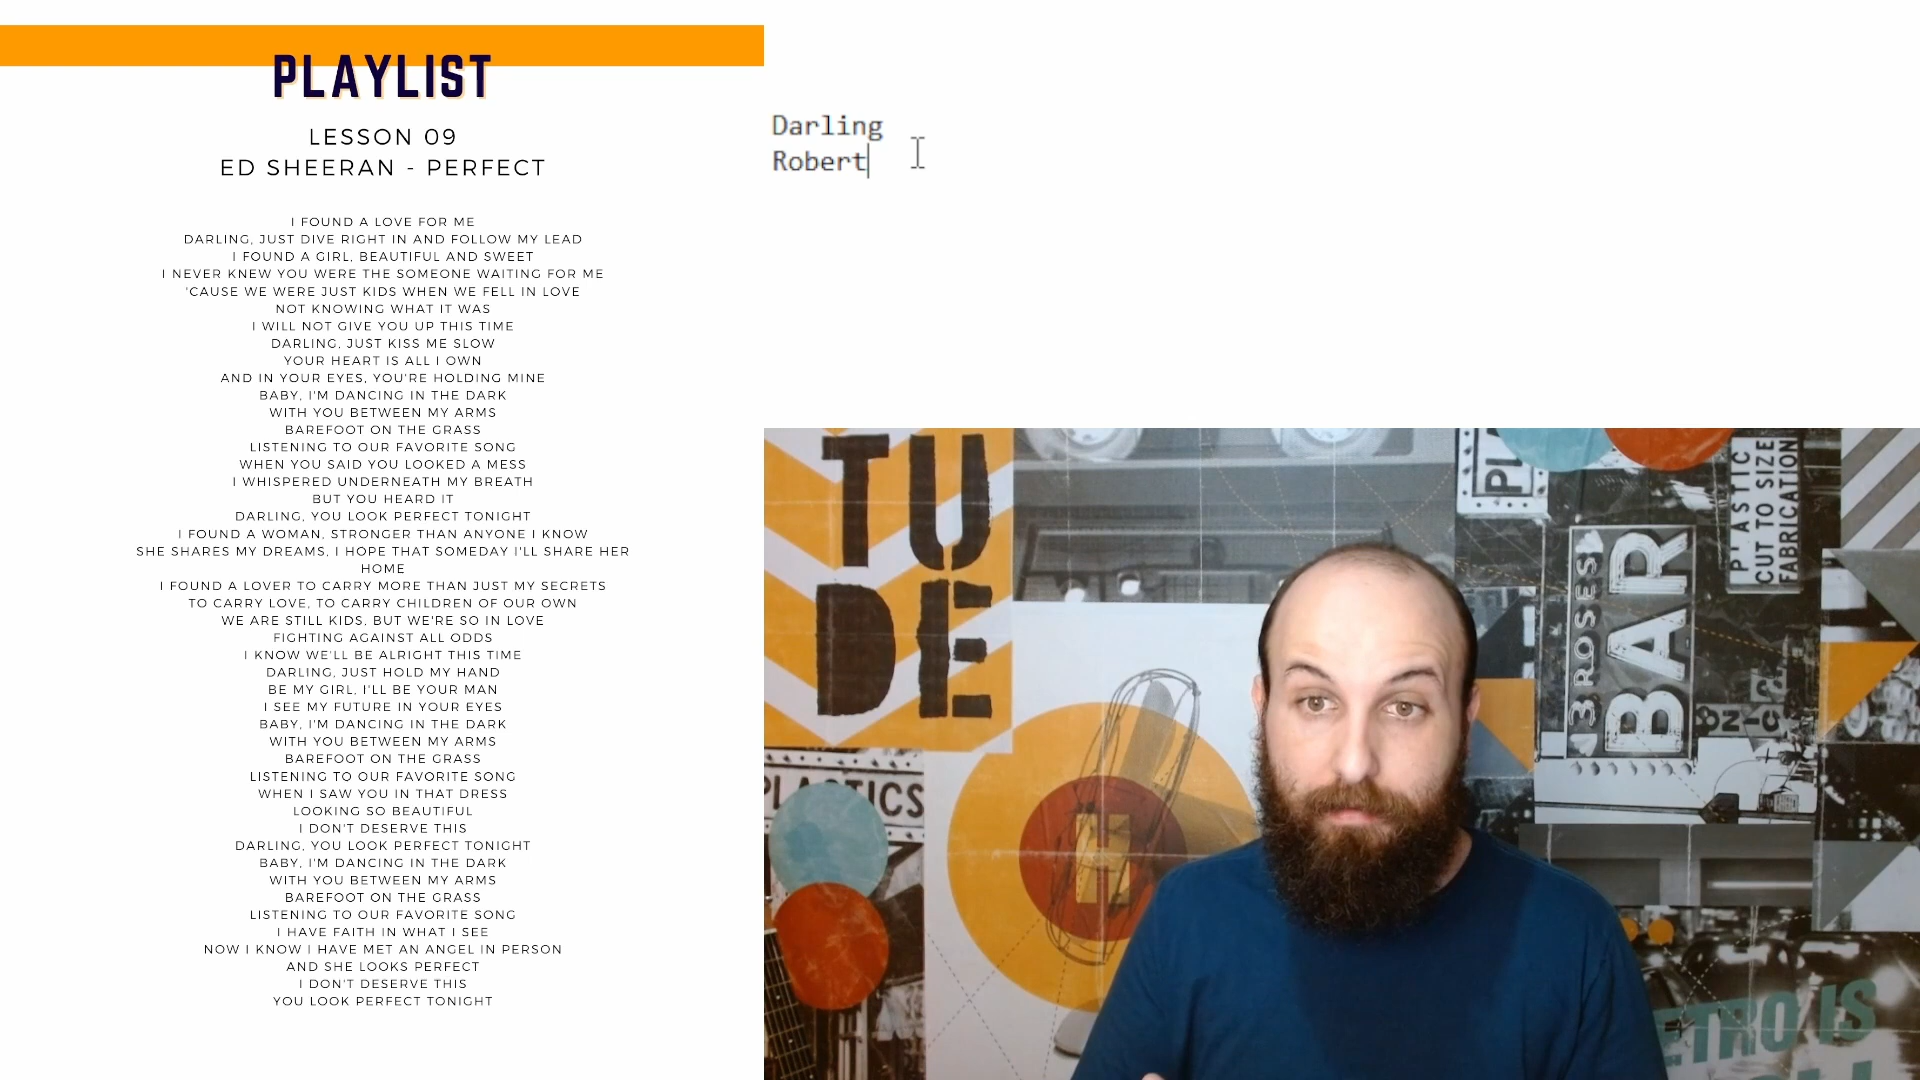 PLAYLIST
LESSON 09
ED SHEERAN - PERFECT
I FOUND A LOVE FOR ME
DARLING, JUST DIVE RIGHT IN AND FOLLOW MY LEAD
I FOUND A GIRL, BEAUTIFUL AND SWEET
I NEVER KNEW YOU WERE THE SOMEONE WAITING FOR ME
'CAUSE WE WERE JUST KIDS WHEN WE FELL IN LOVE
NOT KNOWING WHAT IT WAS
I WILL NOT GIVE YOU UP THIS TIME
DARLING, JUST KISS ME SLOW
YOUR HEART IS ALL I OWN
AND IN YOUR EYES, YOU'RE HOLDING MINE
BABY, I'M DANCING IN THE DARK
WITH YOU BETWEEN MY ARMS
BAREFOOT ON THE GRASS
LISTENING TO OUR FAVORITE SONG
WHEN YOU SAID YOU LOOKED A MESS
I WHISPERED UNDERNEATH MY BREATH
BUT YOU HEARD IT
DARLING, YOU LOOK PERFECT TONIGHT
I FOUND A WOMAN, STRONGER THAN ANYONE I KNOW
SHE SHARES MY DREAMS, I HOPE THAT SOMEDAY I'LL SHARE HER
HOME
I FOUND A LOVER TO CARRY MORE THAN JUST MY SECRETS
TO CARRY LOVE, TO CARRY CHILDREN OF OUR OWN
WE ARE STILL KIDS, BUT WE'RE SO IN LOVE
FIGHTING AGAINST ALL ODDS
I KNOW WE'LL BE ALRIGHT THIS TIME
DARLING, JUST HOLD MY HAND
BE MY GIRL, I'LL BE YOUR MAN
I SEE MY FUTURE IN YOUR EYES
BABY, I'M DANCING IN THE DARK
WITH YOU BETWEEN MY ARMS
BAREFOOT ON THE GRASS
LISTENING TO OUR FAVORITE SONG
WHEN I SAW YOU IN THAT DRESS
LOOKING SO BEAUTIFUL
I DON'T DESERVE THIS
DARLING, YOU LOOK PERFECT TONIGHT
BABY, I'M DANCING IN THE DARK
WITH YOU BETWEEN MY ARMS
BAREFOOT ON THE GRASS
LISTENING TO OUR FAVORITE SONG
I HAVE FAITH IN WHAT I SEE
NOW I KNOW I HAVE MET AN ANGEL IN PERSON
AND SHE LOOKS PERFECT
I DON'T DESERVE THIS
YOU LOOK PERFECT TONIGHT
Darling
Robert
TU
DE
PLASTICS
H
3 ROSES
BAR
CUT TO SIZE
FABRICATION
ETRO IS